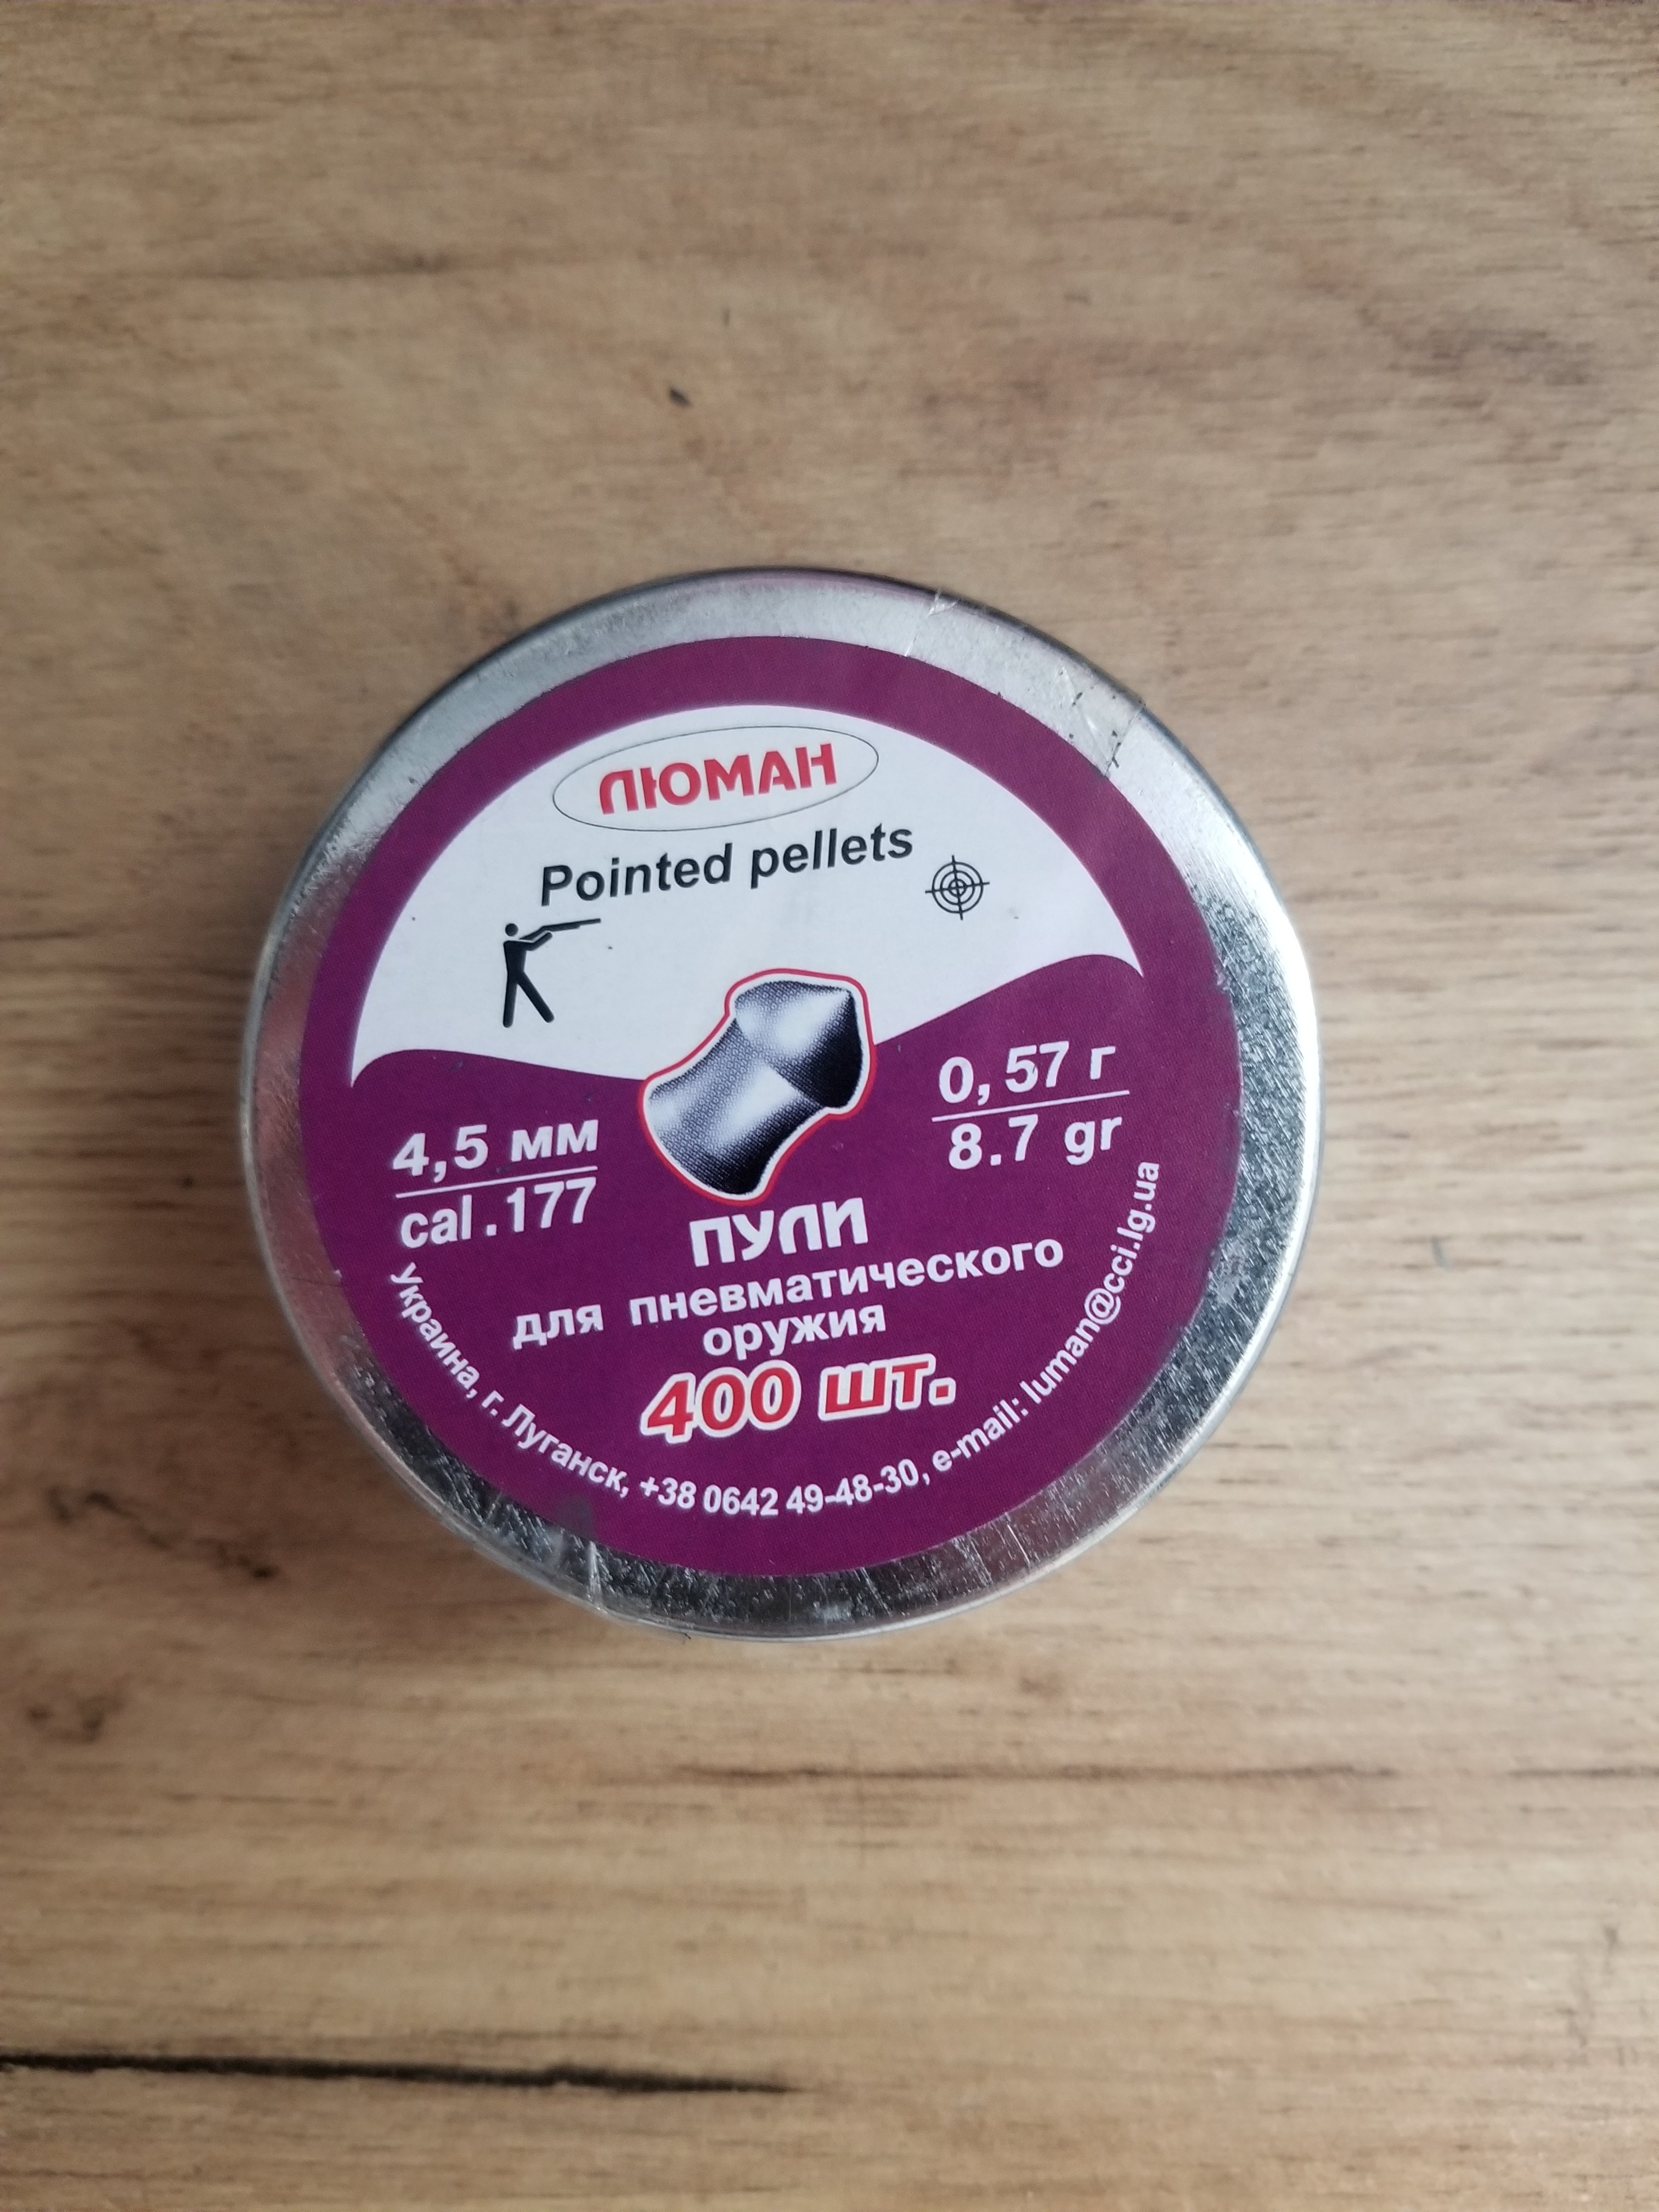 ЛЮМАН
Pointed pellets
4,5 мм
cal.177
0,57 г
8.7 gr
ПУЛИ
для пневматического
оружия
400 шт.
Украина, г. Луганск, +38 0642 49-48-30, e-mail: luman@cci.lg.ua